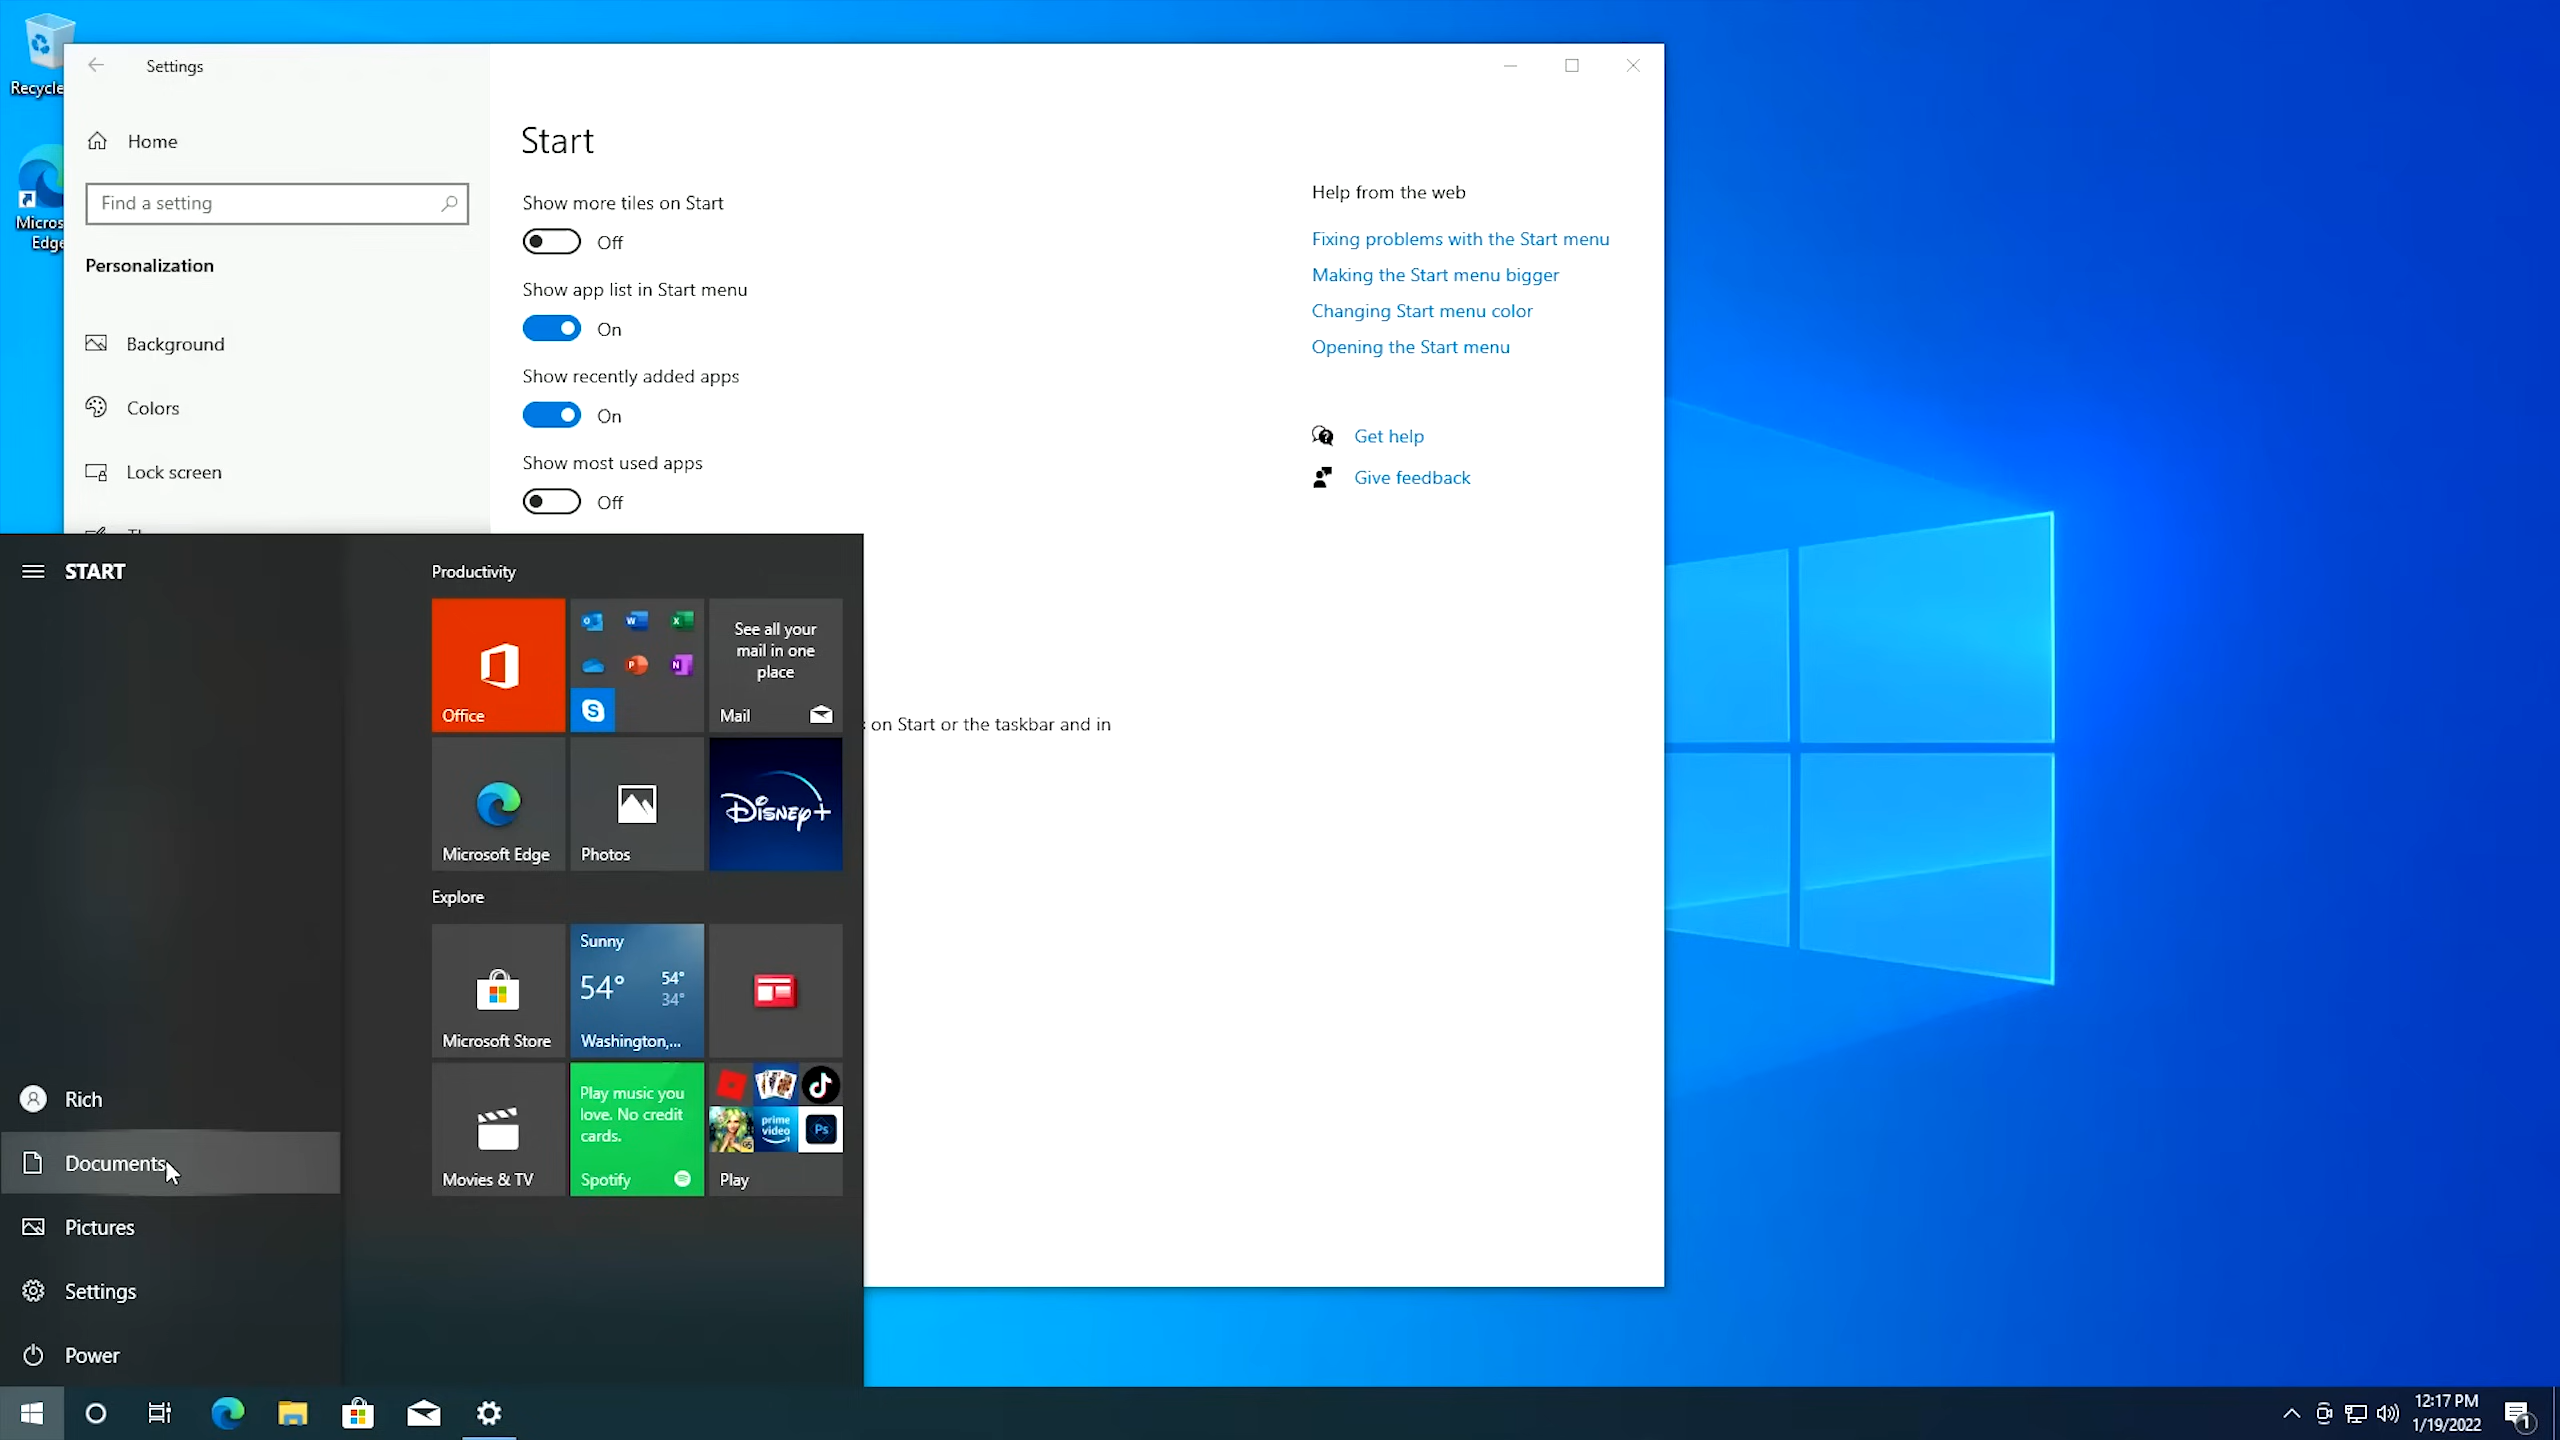 Recycle
Micros
Edge
Settings
Home
Find a setting
Personalization
Background
Colors
Lock screen
Start
Show more tiles on Start
Off
Show app list in Start menu
On
Show recently added apps
On
Show most used apps
Off
on Start or the taskbar and in
Help from the web
Fixing problems with the Start menu
Making the Start menu bigger
Changing Start menu color
Opening the Start menu
Get help
Give feedback
START
Rich
Documents
Pictures
Settings
Power
Productivity
Office
See all your
mail in one
place
Mail
Microsoft Edge
Photos
Disney+
Explore
Microsoft Store
Sunny
54°
54°
34°
Washington,...
Movies & TV
Play music you
love. No credit
cards.
Spotify
prime
video
Ps
Play
12:17 PM
1/19/2022
1